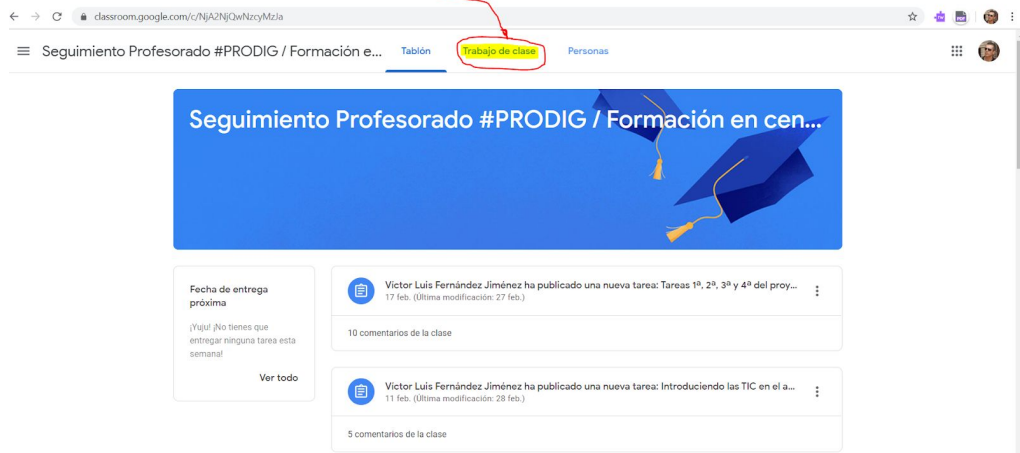 classroom.google.com/c/NjA2NjQwNzcyMzJa
Seguimiento Profesorado #PRODIG / Formación e...
Tablón
Trabajo de clase
Personas
Seguimiento Profesorado #PRODIG / Formación en cen...
Fecha de entrega
próxima
¡Yuju! ¡No tienes que
entregar ninguna tarea esta
semana!
Ver todo
Víctor Luis Fernández Jiménez ha publicado una nueva tarea: Tareas 1ª, 2ª, 3ª y 4ª del proy...
17 feb. (Última modificación: 27 feb.)
10 comentarios de la clase
Víctor Luis Fernández Jiménez ha publicado una nueva tarea: Introduciendo las TIC en el a...
11 feb. (Última modificación: 28 feb.)
5 comentarios de la clase